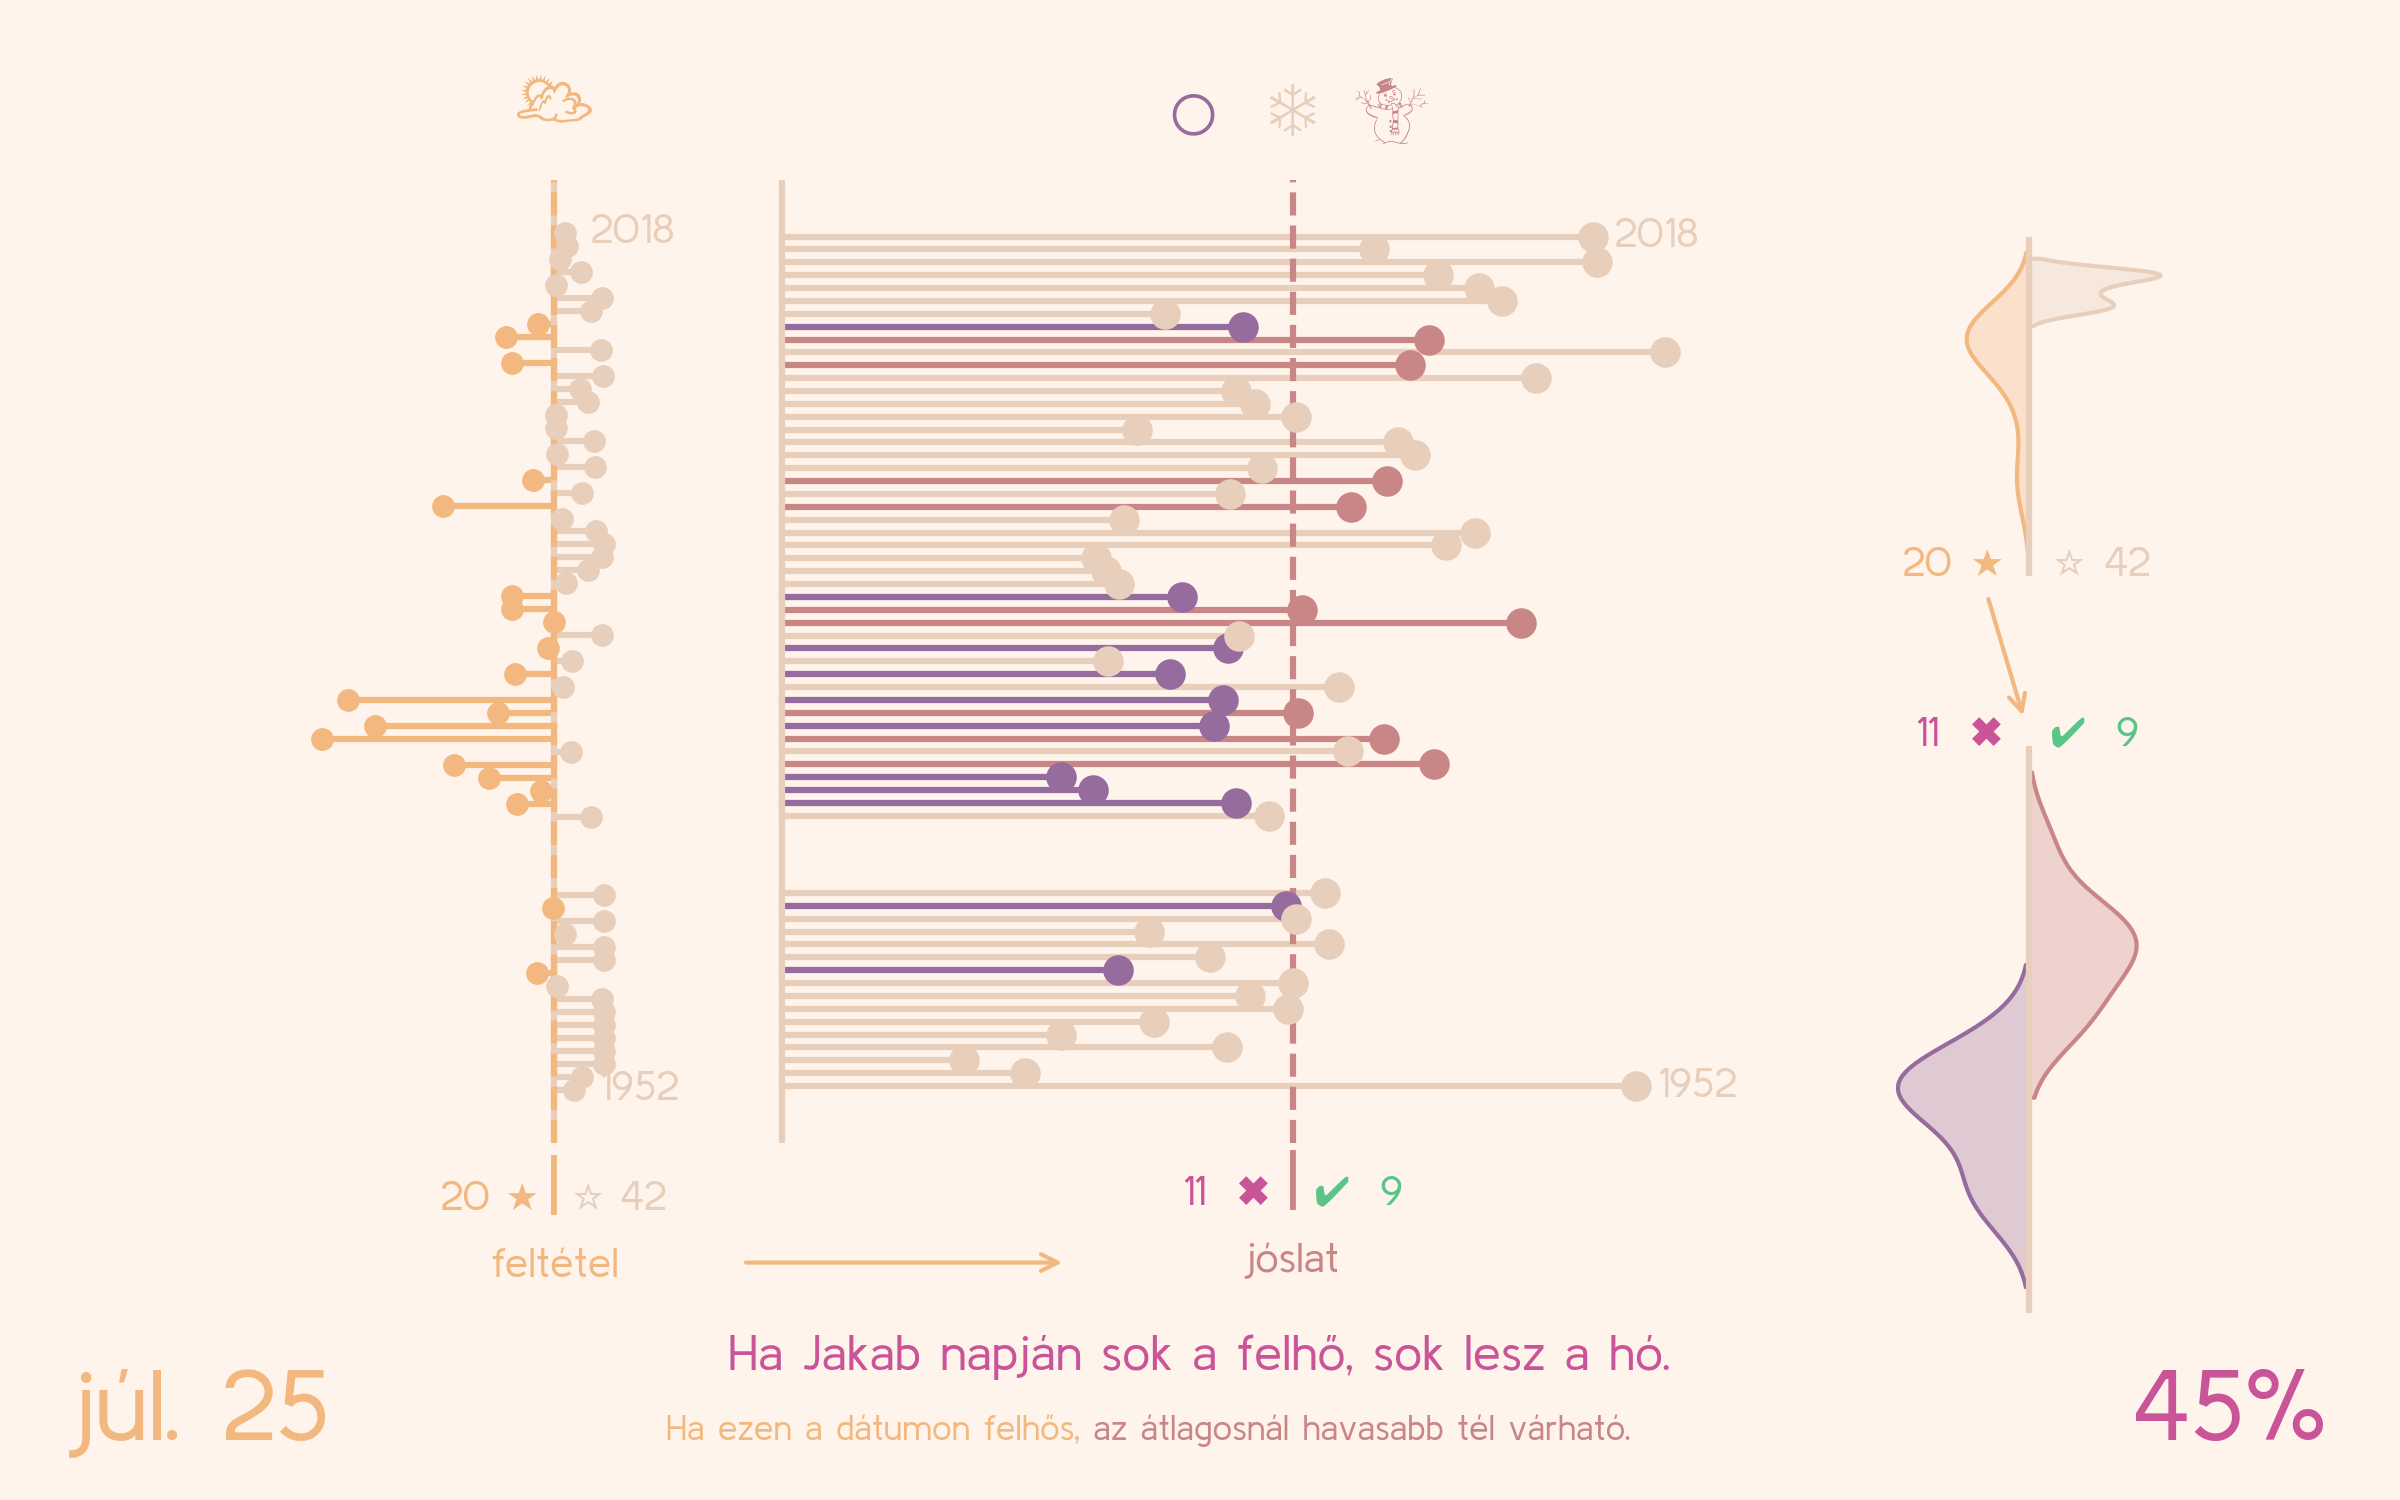 2018
2018
20 ★ ☆ 42
11 ✖ ✔ 9
1952
1952
20 ★ ☆ 42
11 ✖ ✔ 9
feltétel
jóslat
Ha Jakab napján sok a felhő, sok lesz a hó.
júl. 25
45%
Ha ezen a dátumon felhős, az átlagosnál havasabb tél várható.